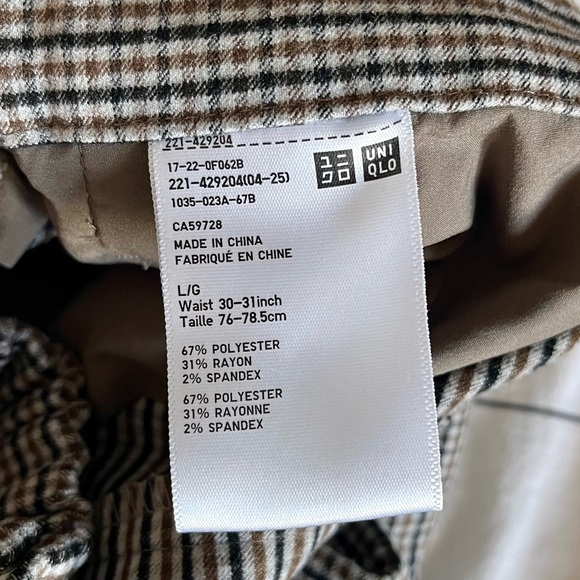 221-429204
17-22-0F062B
221-429204(04-25)
1035-023A-67B
ユニ
クロ
UNI
QLO
CA59728
MADE IN CHINA
FABRIQUÉ EN CHINE
L/G
Waist 30-31inch
Taille 76-78.5cm
67% POLYESTER
31% RAYON
2% SPANDEX
67% POLYESTER
31% RAYONNE
2% SPANDEX